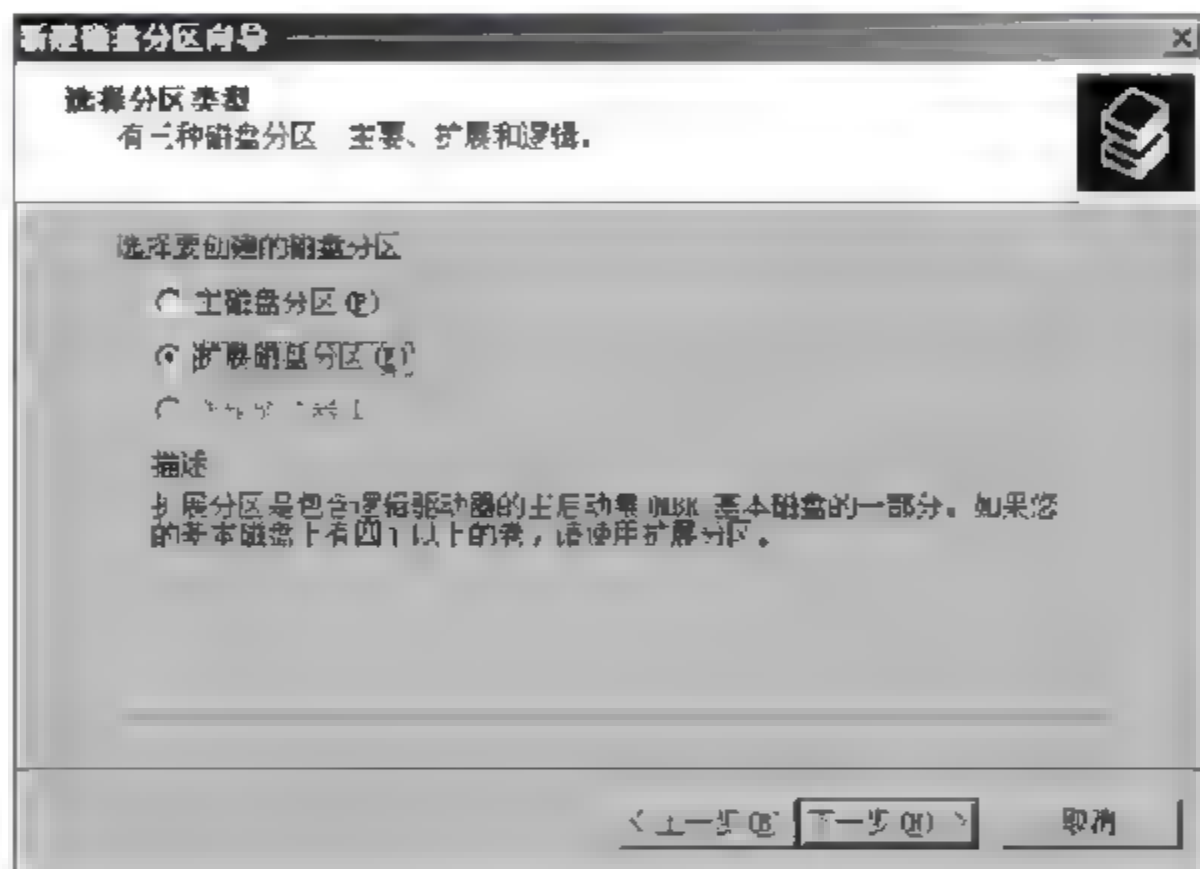 新建磁盘分区向导
选择分区类型
有三种磁盘分区 主要、扩展和逻辑。
选择要创建的磁盘分区
主磁盘分区(P)
扩展磁盘分区(E)
描述
扩展分区是包含逻辑驱动器的主启动记录 (MBR 基本磁盘的一部分。如果您
的基本磁盘上有四个以上的卷，请使用扩展分区。
< 上一步(B) 下一步(N) > 取消